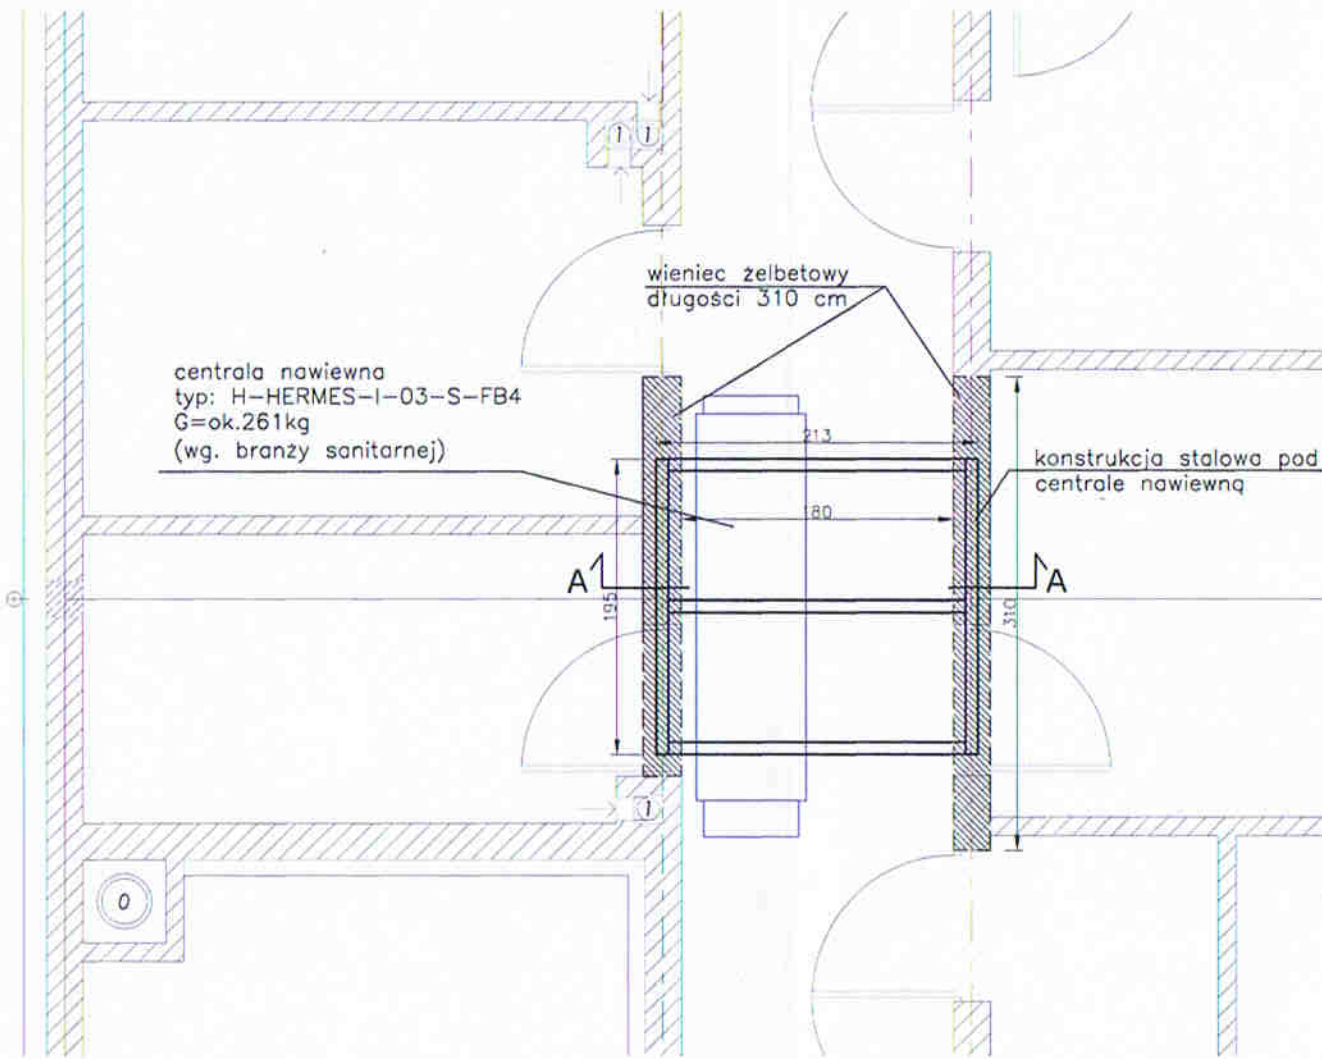 1 1
wieniec żelbetowy
długości 310 cm
centrala nawiewna
typ: H-HERMES-I-03-S-FB4
G=ok.261kg
(wg. branży sanitarnej)
213
konstrukcja stalowa pod
centrale nawiewną
180
A A
195
310
1
0